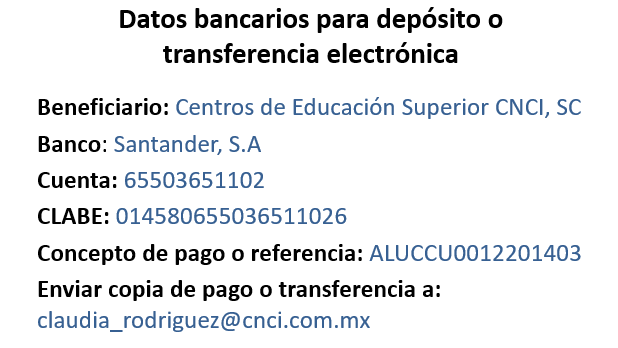 Datos bancarios para depósito o
transferencia electrónica
Beneficiario: Centros de Educación Superior CNCI, SC
Banco: Santander, S.A
Cuenta: 65503651102
CLABE: 014580655036511026
Concepto de pago o referencia: ALUCCU0012201403
Enviar copia de pago o transferencia a:
claudia_rodriguez@cnci.com.mx